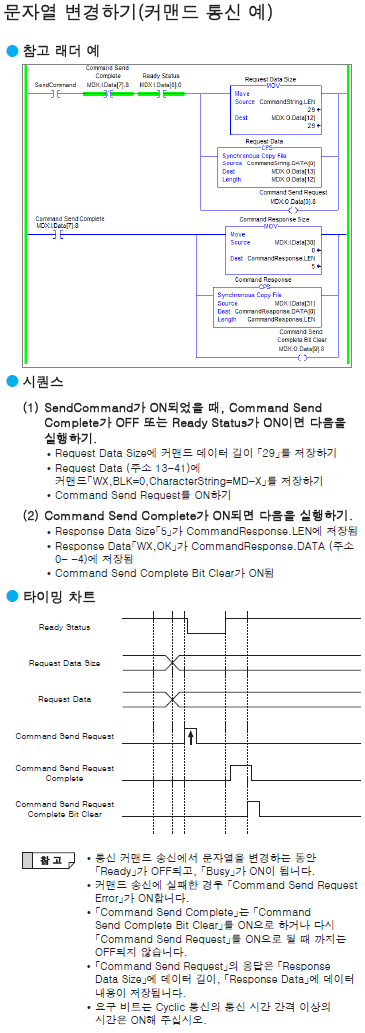 문자열 변경하기(커맨드 통신 예)
참고 래더 예
SendCommand
Command Send
Complete
MDX:I.Data[7].8
Ready Status
MDX:I.Data[6].0
Request Data Size
MOV
Move
Source CommandString.LEN
29
Dest MDX:O.Data[12]
29
Request Data
CPS
Synchronous Copy File
Source CommandString.DATA[0]
Dest MDX:O.Data[13]
Length MDX:O.Data[12]
Command Send Request
MDX:O.Data[3].8
Command Send Complete
MDX:I.Data[7].8
Command Response Size
MOV
Move
Source MDX:I.Data[30]
0
Dest CommandResponse.LEN
5
Command Response
CPS
Synchronous Copy File
Source MDX:I.Data[31]
Dest CommandResponse.DATA[0]
Length CommandResponse.LEN
Command Send
Complete Bit Clear
MDX:O.Data[9].8
시퀀스
(1) SendCommand가 ON되었을 때, Command Send
Complete가 OFF 또는 Ready Status가 ON이면 다음을
실행하기.
• Request Data Size에 커맨드 데이터 길이 「29」를 저장하기
• Request Data (주소 13-41)에
커맨드「WX,BLK=0,CharacterString=MD-X」를 저장하기
• Command Send Request를 ON하기
(2) Command Send Complete가 ON되면 다음을 실행하기.
• Response Data Size「5」가 CommandResponse.LEN에 저장됨
• Response Data「WX,OK」가 CommandResponse.DATA (주소
0- -4)에 저장됨
• Command Send Complete Bit Clear가 ON됨
타이밍 차트
Ready Status
Request Data Size
Request Data
Command Send Request
Command Send Request
Complete
Command Send Request
Complete Bit Clear
참고
• 통신 커맨드 송신에서 문자열을 변경하는 동안
「Ready」가 OFF되고, 「Busy」가 ON이 됩니다.
• 커맨드 송신에 실패한 경우 「Command Send Request
Error」가 ON합니다.
• 「Command Send Complete」는 「Command
Send Complete Bit Clear」를 ON으로 하거나 다시
「Command Send Request」를 ON으로 될 때 까지는
OFF되지 않습니다.
• 「Command Send Request」의 응답은 「Response
Data Size」에 데이터 길이, 「Response Data」에 데이터
내용이 저장됩니다.
• 요구 비트는 Cyclic 통신의 통신 시간 간격 이상의
시간은 ON해 주십시오.